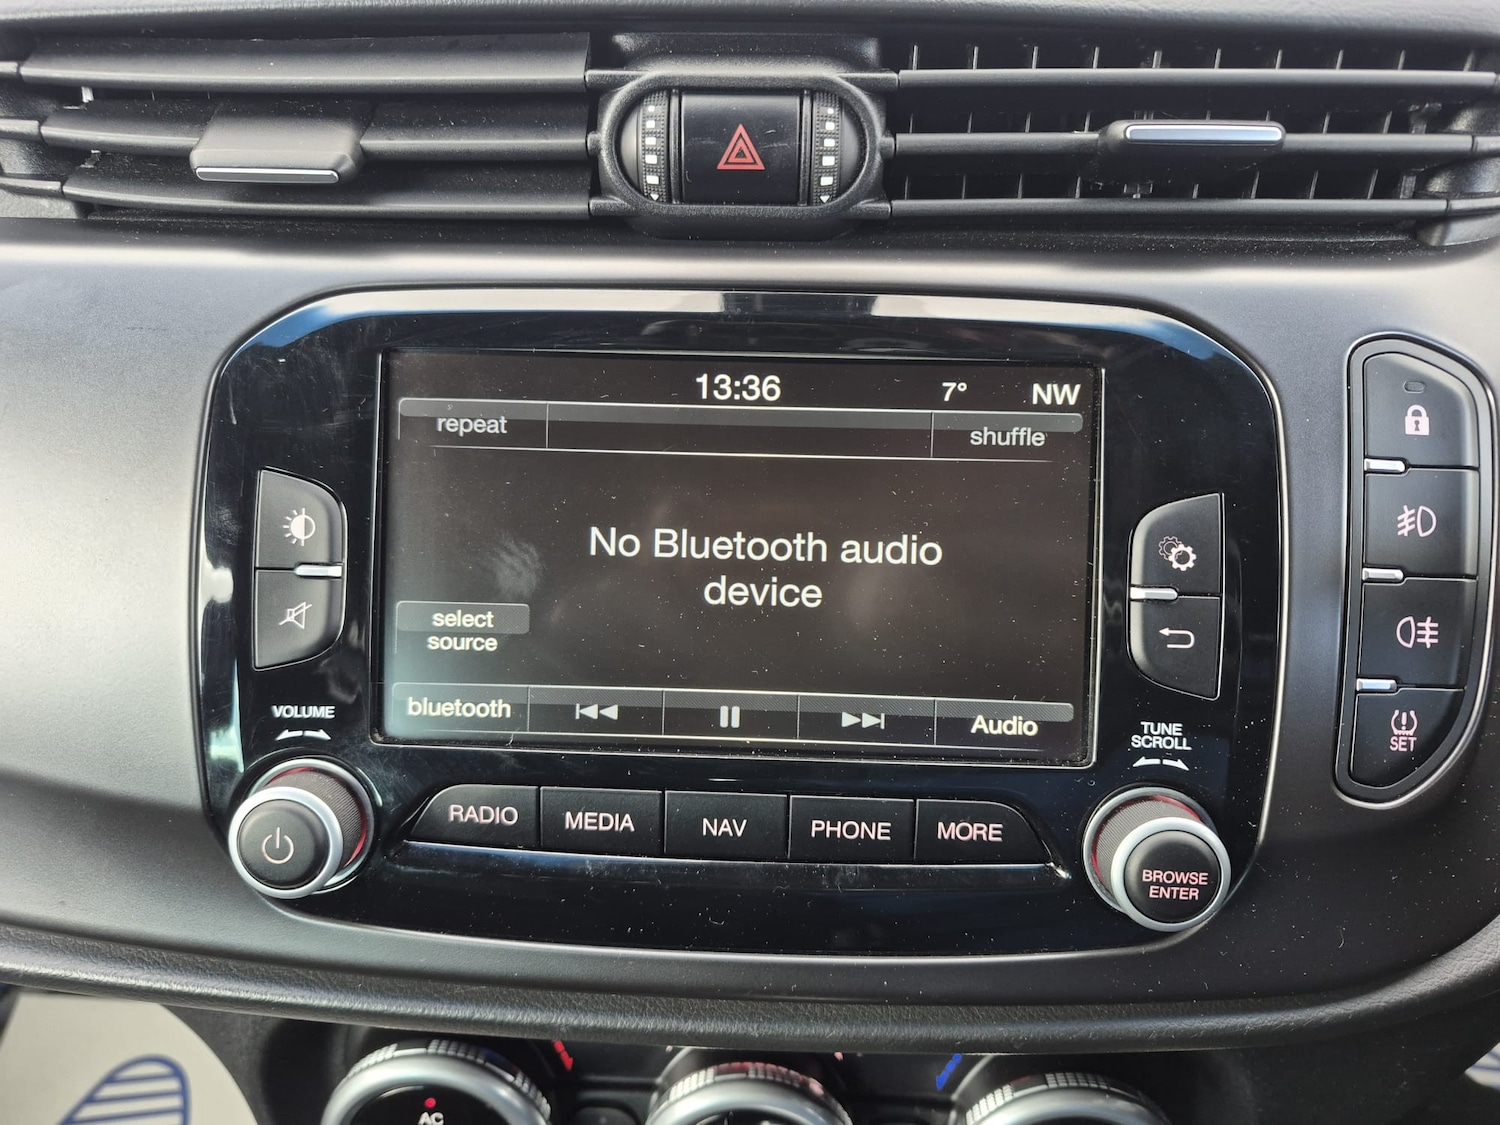 13:36 7° NW
repeat shuffle
No Bluetooth audio
device
select
source
bluetooth Audio
VOLUME
TUNE
SCROLL
SET
RADIO MEDIA NAV PHONE MORE
BROWSE
ENTER
AC